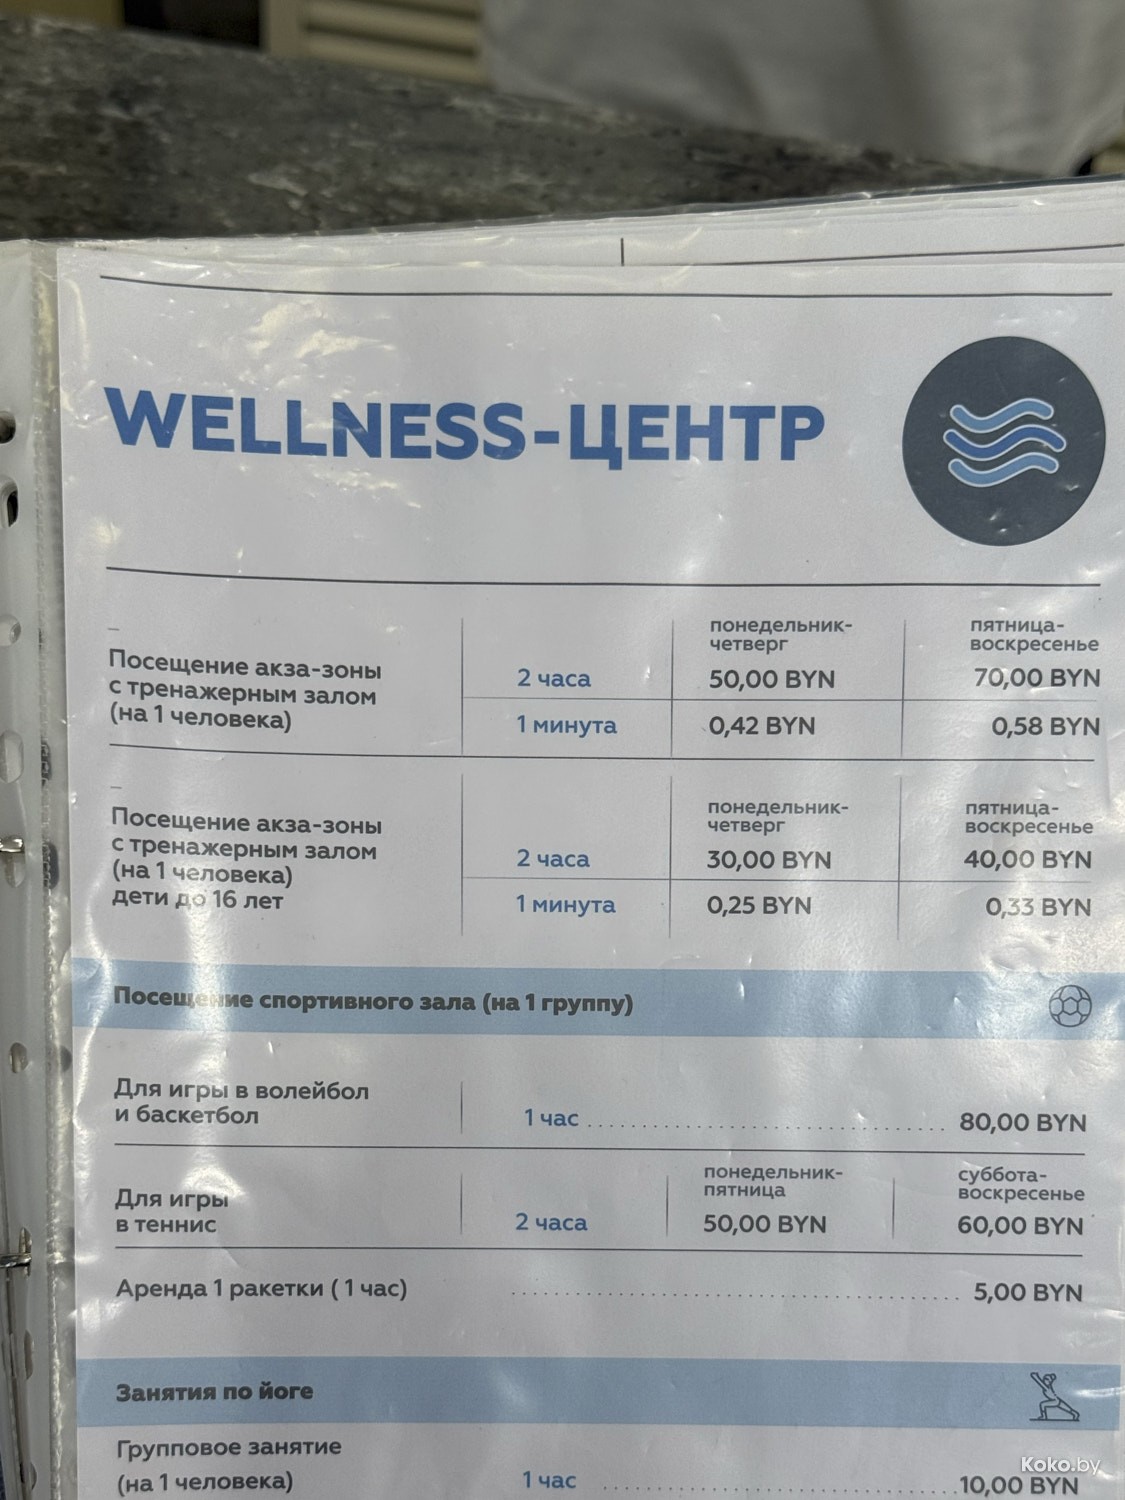 WELLNESS-ЦЕНТР
Посещение акза-зоны
с тренажерным залом
(на 1 человека)
понедельник-
четверг
пятница-
воскресенье
2 часа
50,00 BYN
70,00 BYN
1 минута
0,42 BYN
0,58 BYN
Посещение акза-зоны
с тренажерным залом
(на 1 человека)
дети до 16 лет
понедельник-
четверг
пятница-
воскресенье
2 часа
30,00 BYN
40,00 BYN
1 минута
0,25 BYN
0,33 BYN
Посещение спортивного зала (на 1 группу)
Для игры в волейбол
и баскетбол
1 час
80,00 BYN
Для игры
в теннис
понедельник-
пятница
суббота-
воскресенье
2 часа
50,00 BYN
60,00 BYN
Аренда 1 ракетки ( 1 час)
5,00 BYN
Занятия по йоге
Групповое занятие
(на 1 человека)
1 час
10,00 BYN
Koko.by